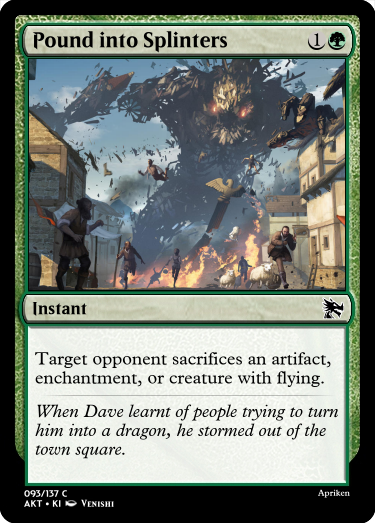 Pound into Splinters 1
Instant
Target opponent sacrifices an artifact,
enchantment, or creature with flying.
When Dave learnt of people trying to turn
him into a dragon, he stormed out of the
town square.
093/137 C
Apriken
AKT • KI Venishi